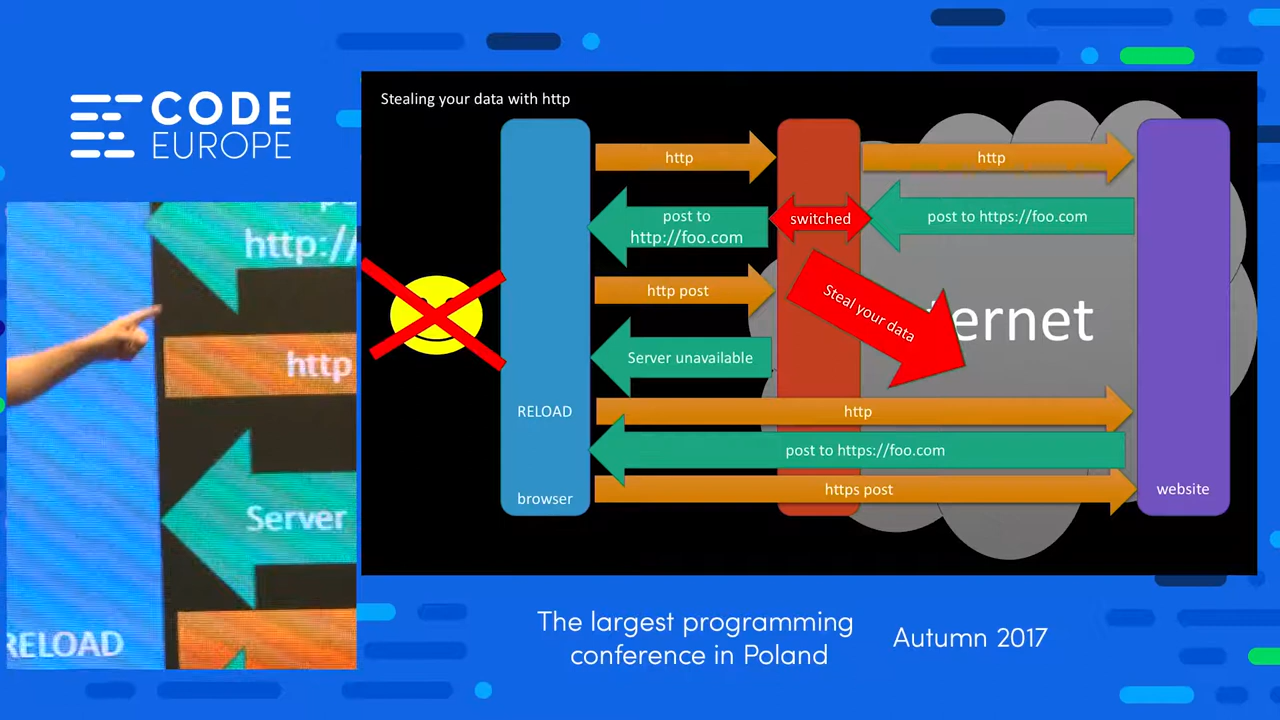 CODE
EUROPE
Stealing your data with http
http
http
post to
http://foo.com
switched
post to https://foo.com
http post
Steal your data
ernet
Server unavailable
RELOAD
http
post to https://foo.com
https post
browser
website
http://
http
Server
RELOAD
The largest programming
conference in Poland
Autumn 2017